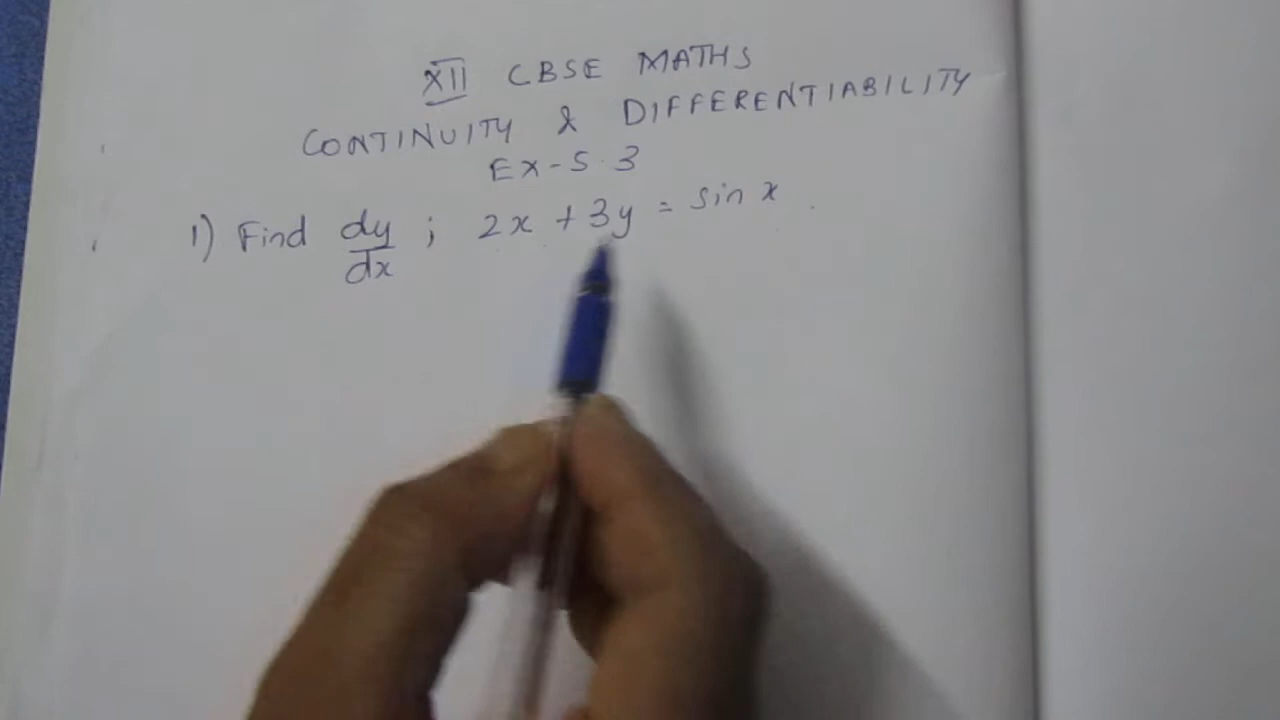 XII CBSE MATHS
CONTINUITY & DIFFERENTIABILITY
Ex-5.3
1) Find dy/dx ; 2x + 3y = sin x